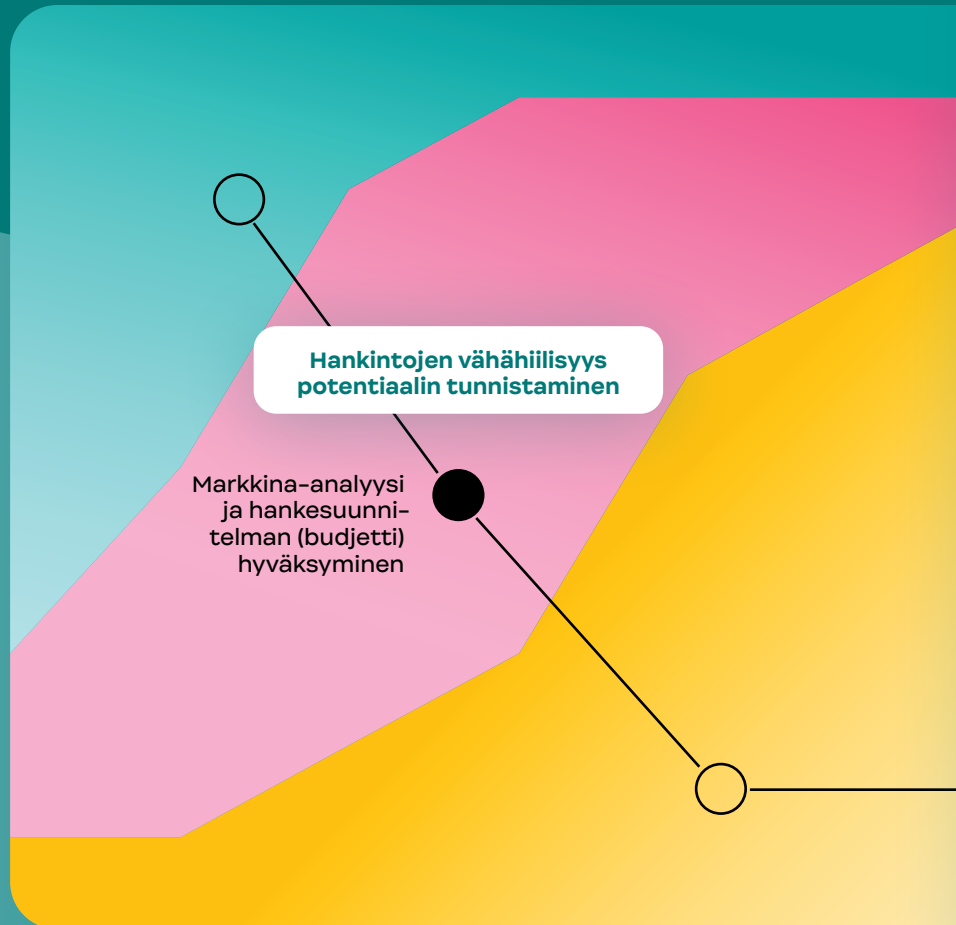 Hankintojen vähähiilisyys
potentiaalin tunnistaminen
Markkina-analyysi
ja hankesuunni-
telman (budjetti)
hyväksyminen